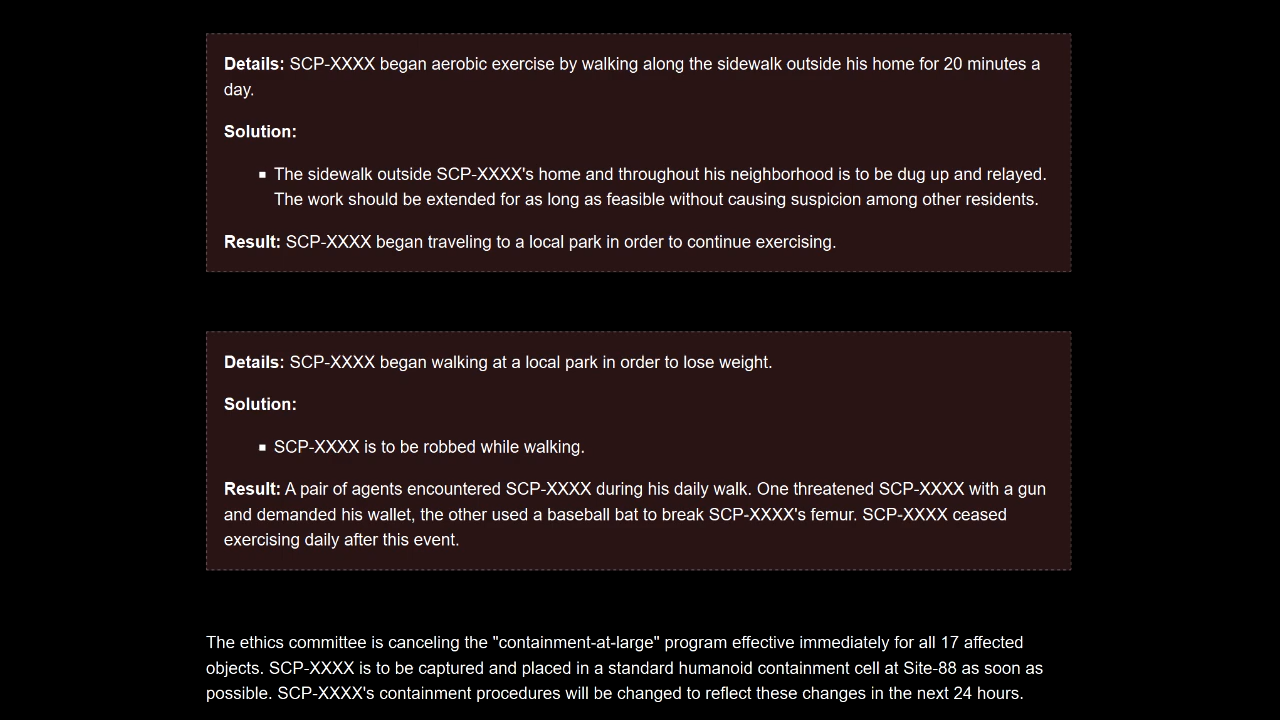 Details: SCP-XXXX began aerobic exercise by walking along the sidewalk outside his home for 20 minutes a
day.
Solution:
▪ The sidewalk outside SCP-XXXX's home and throughout his neighborhood is to be dug up and relayed.
The work should be extended for as long as feasible without causing suspicion among other residents.
Result: SCP-XXXX began traveling to a local park in order to continue exercising.
Details: SCP-XXXX began walking at a local park in order to lose weight.
Solution:
▪ SCP-XXXX is to be robbed while walking.
Result: A pair of agents encountered SCP-XXXX during his daily walk. One threatened SCP-XXXX with a gun
and demanded his wallet, the other used a baseball bat to break SCP-XXXX's femur. SCP-XXXX ceased
exercising daily after this event.
The ethics committee is canceling the "containment-at-large" program effective immediately for all 17 affected
objects. SCP-XXXX is to be captured and placed in a standard humanoid containment cell at Site-88 as soon as
possible. SCP-XXXX's containment procedures will be changed to reflect these changes in the next 24 hours.